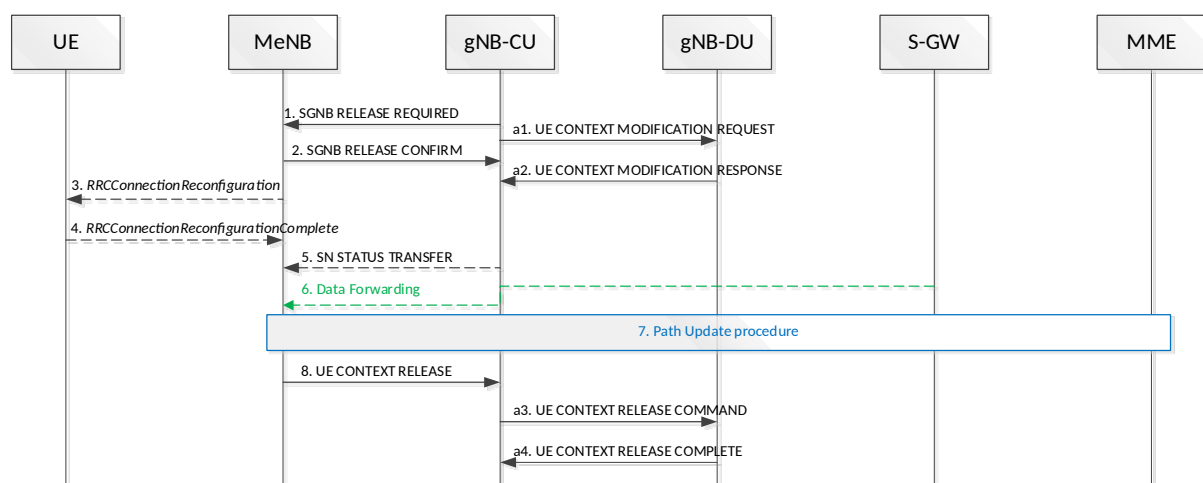 UE
MeNB
gNB-CU
gNB-DU
S-GW
MME
1. SGNB RELEASE REQUIRED
a1. UE CONTEXT MODIFICATION REQUEST
2. SGNB RELEASE CONFIRM
a2. UE CONTEXT MODIFICATION RESPONSE
3. RRCConnectionReconfiguration
4. RRCConnectionReconfigurationComplete
5. SN STATUS TRANSFER
6. Data Forwarding
7. Path Update procedure
8. UE CONTEXT RELEASE
a3. UE CONTEXT RELEASE COMMAND
a4. UE CONTEXT RELEASE COMPLETE